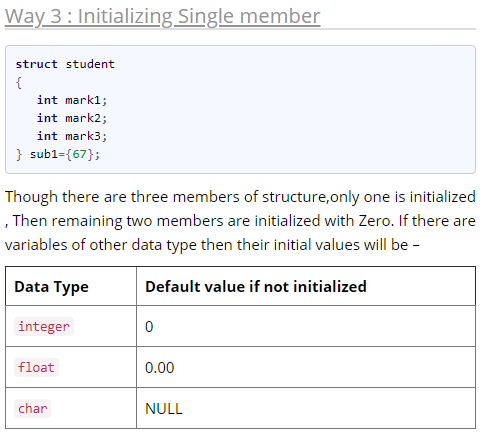 Way 3 : Initializing Single member
struct student
{
   int mark1;
   int mark2;
   int mark3;
} sub1={67};
Though there are three members of structure,only one is initialized
, Then remaining two members are initialized with Zero. If there are
variables of other data type then their initial values will be –
Data Type Default value if not initialized
integer 0
float 0.00
char NULL